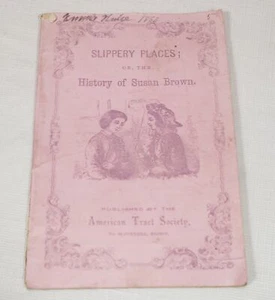 SLIPPERY PLACES;
OR, THE
History of Susan Brown.
PUBLISHED BY THE
American Tract Society,